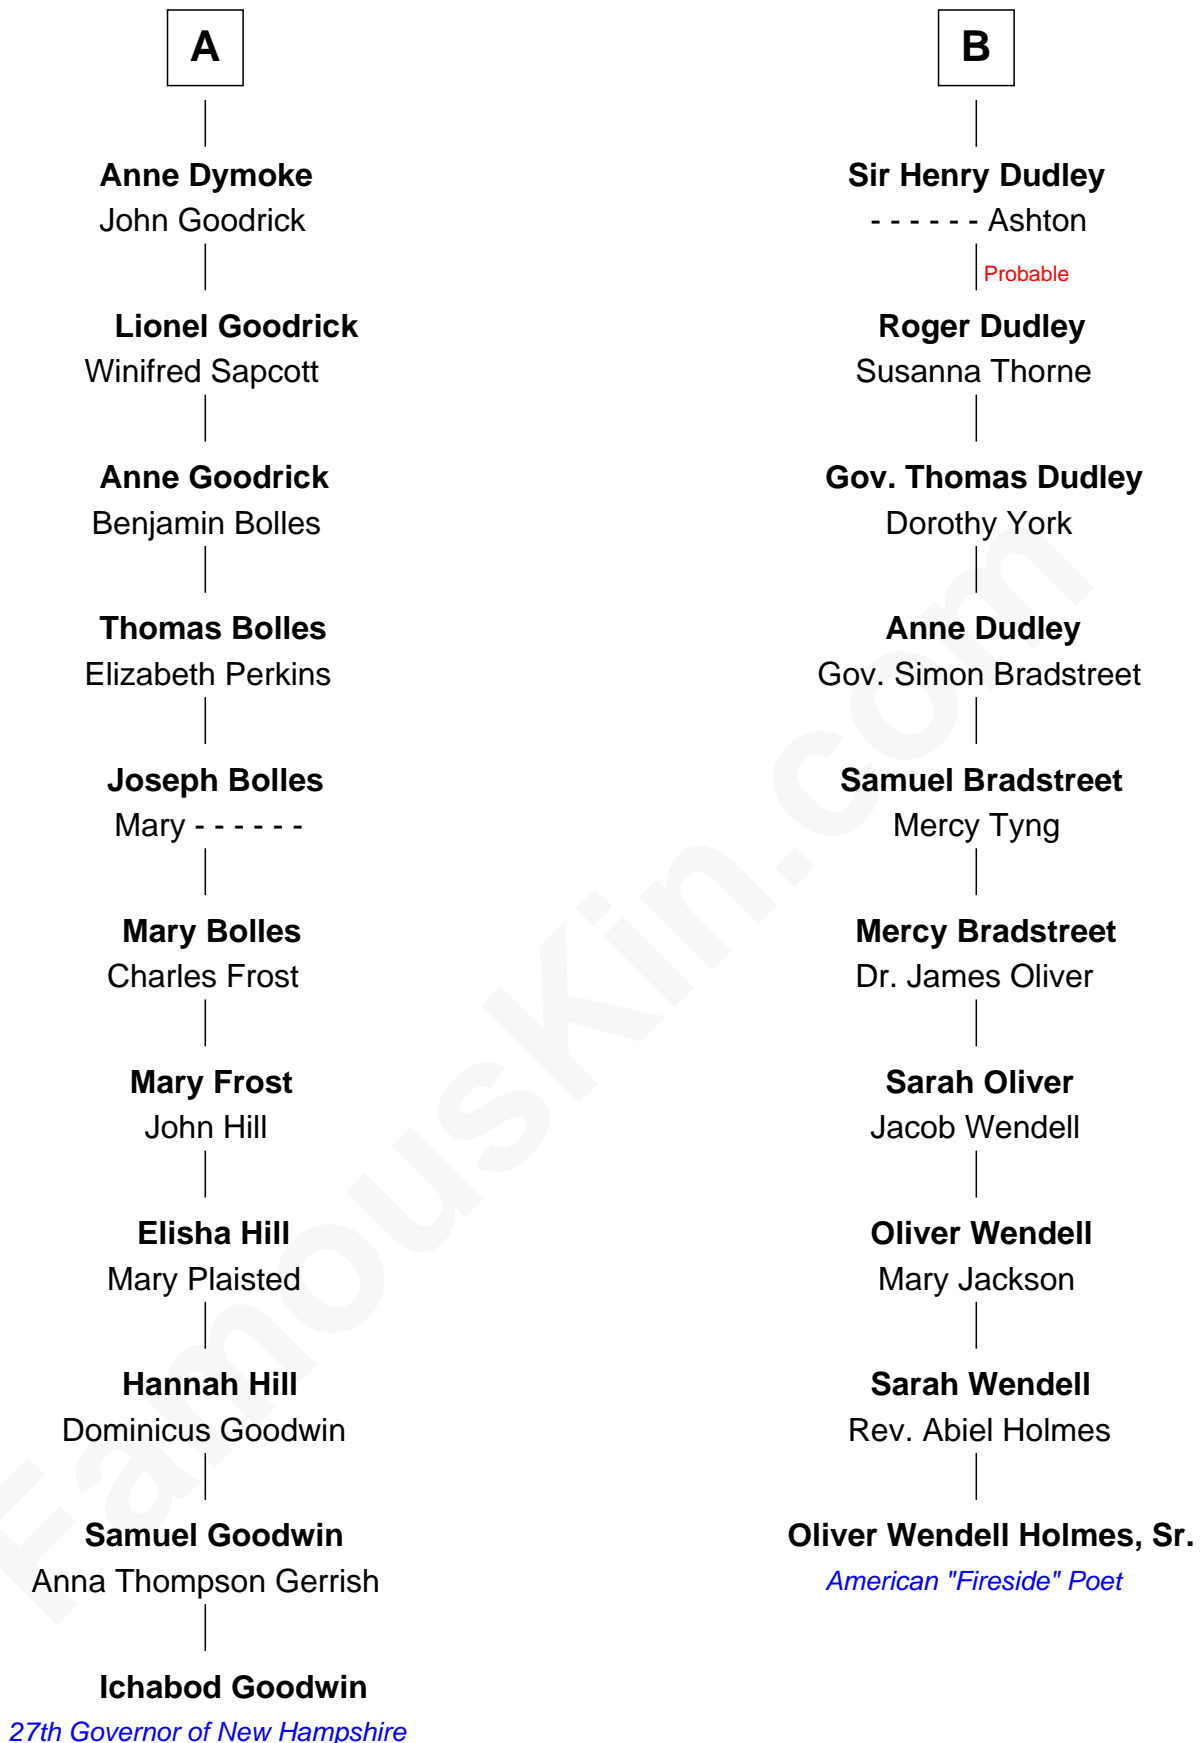 A
Anne Dymoke
John Goodrick
Lionel Goodrick
Winifred Sapcott
Anne Goodrick
Benjamin Bolles
Thomas Bolles
Elizabeth Perkins
Joseph Bolles
Mary - - - - - -
Mary Bolles
Charles Frost
Mary Frost
John Hill
Elisha Hill
Mary Plaisted
Hannah Hill
Dominicus Goodwin
Samuel Goodwin
Anna Thompson Gerrish
Ichabod Goodwin
27th Governor of New Hampshire
B
Sir Henry Dudley
- - - - - - Ashton
Probable
Roger Dudley
Susanna Thorne
Gov. Thomas Dudley
Dorothy York
Anne Dudley
Gov. Simon Bradstreet
Samuel Bradstreet
Mercy Tyng
Mercy Bradstreet
Dr. James Oliver
Sarah Oliver
Jacob Wendell
Oliver Wendell
Mary Jackson
Sarah Wendell
Rev. Abiel Holmes
Oliver Wendell Holmes, Sr.
American "Fireside" Poet
FamousKin.com